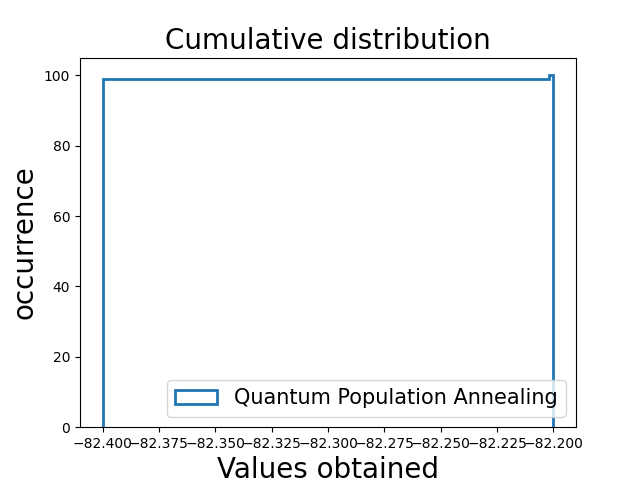 Cumulative distribution
100
80
60
40
20
0
occurrence
Quantum Population Annealing
−82.400 −82.375 −82.350 −82.325 −82.300 −82.275 −82.250 −82.225 −82.200
Values obtained